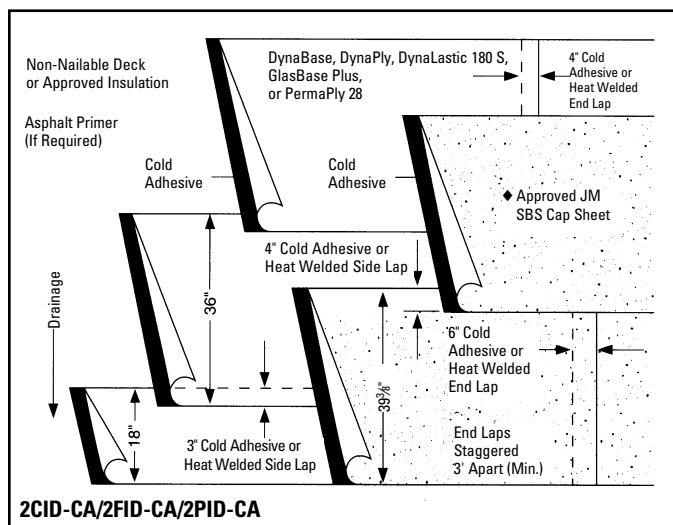 Non-Nailable Deck
or Approved Insulation
Asphalt Primer
(If Required)
DynaBase, DynaPly, DynaLastic 180 S,
GlasBase Plus,
or PermaPly 28
4" Cold
Adhesive or
Heat Welded
End Lap
Cold
Adhesive
Cold
Adhesive
♦ Approved JM
SBS Cap Sheet
4" Cold Adhesive or
Heat Welded Side Lap
Drainage
36"
6" Cold
Adhesive or
Heat Welded
End Lap
39⅜"
18"
3" Cold Adhesive or
Heat Welded Side Lap
End Laps
Staggered
3' Apart (Min.)
2CID-CA/2FID-CA/2PID-CA